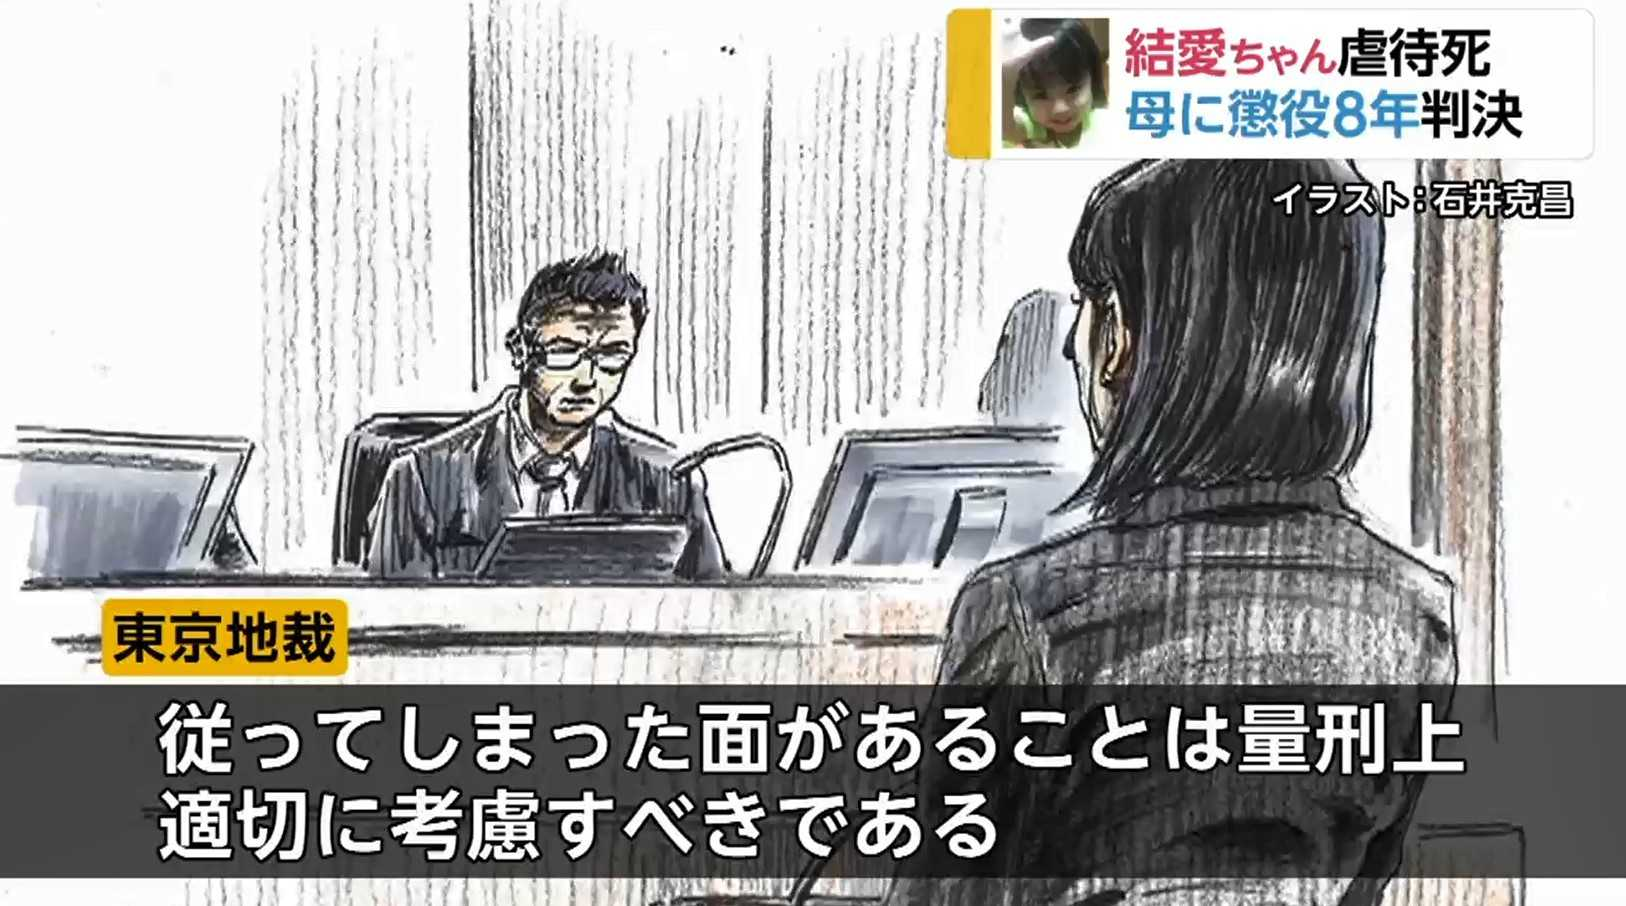 結愛ちゃん虐待死
母に懲役8年判決
イラスト:石井克昌
東京地裁
従ってしまった面があることは量刑上
適切に考慮すべきである